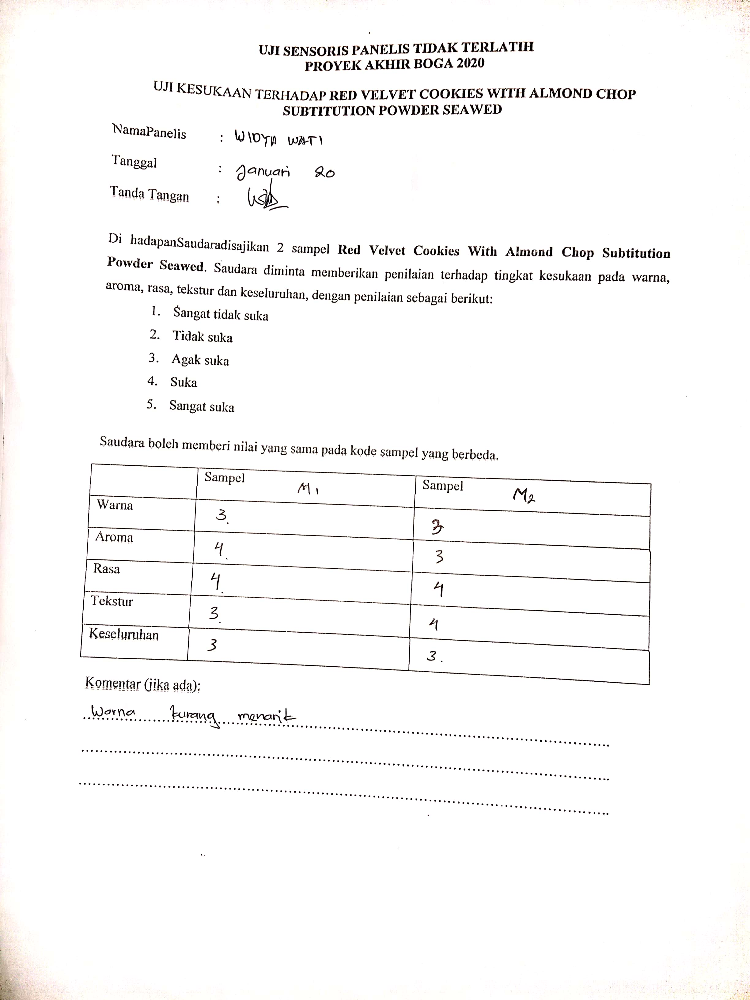 UJI SENSORIS PANELIS TIDAK TERLATIH
PROYEK AKHIR BOGA 2020
UJI KESUKAAN TERHADAP RED VELVET COOKIES WITH ALMOND CHOP
SUBTITUTION POWDER SEAWED
NamaPanelis : WIDYA WATI
Tanggal : Januari 20
Tanda Tangan :
Di hadapanSaudaradisajikan 2 sampel Red Velvet Cookies With Almond Chop Subtitution
Powder Seawed. Saudara diminta memberikan penilaian terhadap tingkat kesukaan pada warna,
aroma, rasa, tekstur dan keseluruhan, dengan penilaian sebagai berikut:
1. Sangat tidak suka
2. Tidak suka
3. Agak suka
4. Suka
5. Sangat suka
Saudara boleh memberi nilai yang sama pada kode sampel yang berbeda.
Sampel M1 Sampel M2
Warna 3. 3
Aroma 4. 3
Rasa 4. 4
Tekstur 3. 4
Keseluruhan 3 3.
Komentar (jika ada):
Warna kurang menarik